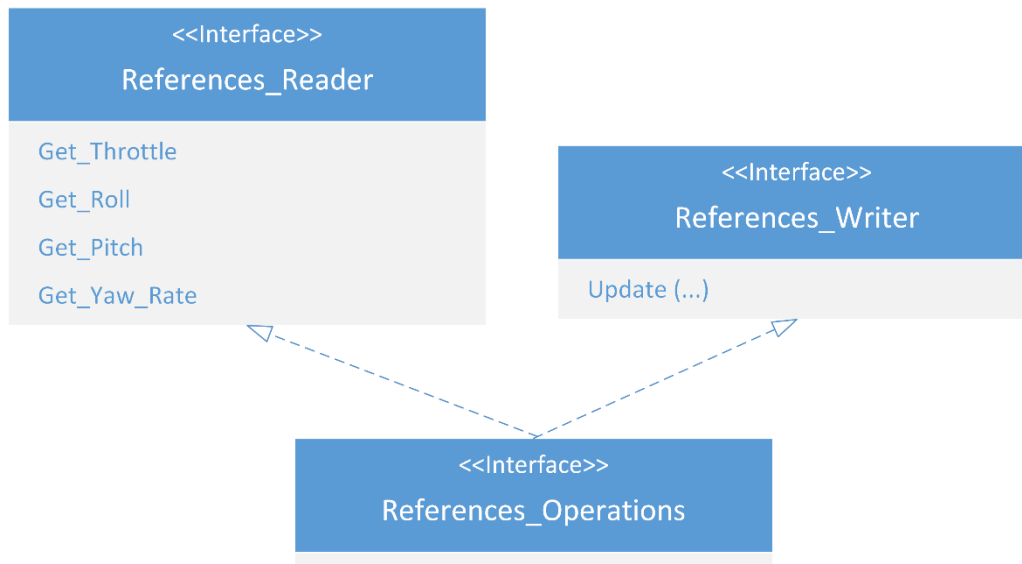 <<Interface>>
References_Reader
Get_Throttle
Get_Roll
Get_Pitch
Get_Yaw_Rate
<<Interface>>
References_Writer
Update (...)
<<Interface>>
References_Operations